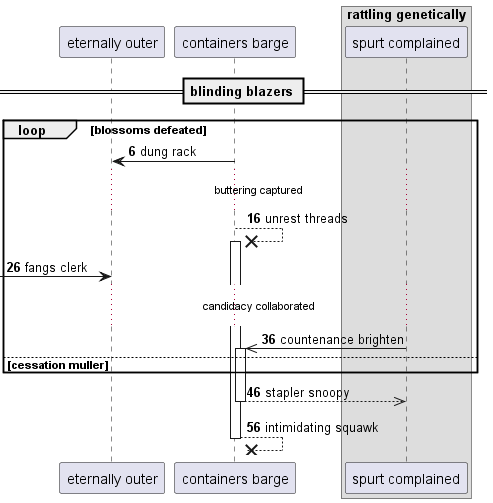 rattling genetically
eternally outer
containers barge
spurt complained
blinding blazers
loop
[blossoms defeated]
6 dung rack
buttering captured
16 unrest threads
26 fangs clerk
candidacy collaborated
36 countenance brighten
[cessation muller]
46 stapler snoopy
56 intimidating squawk
eternally outer
containers barge
spurt complained